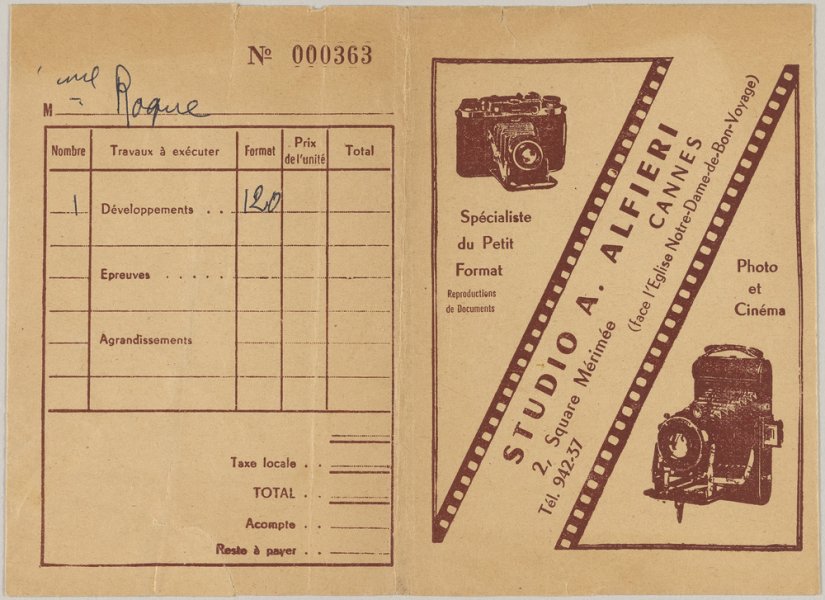 Nº 000363
Mme Roque
Nombre Travaux à exécuter Format Prix de l'unité Total
1 Développements . . 120
Epreuves . . . . .
Agrandissements
Taxe locale . .
TOTAL . .
Acompte . .
Reste à payer . .
Spécialiste
du Petit
Format
Reproductions
de Documents
STUDIO A. ALFIERI
CANNES
2, Square Mérimée
(face l'Eglise Notre-Dame-de-Bon-Voyage)
Tél. 942-37
Photo
et
Cinéma